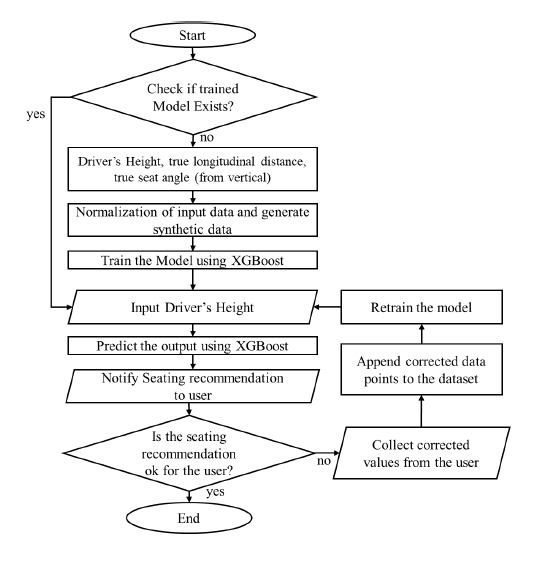 Start
Check if trained
Model Exists?
yes
no
Driver's Height, true longitudinal distance,
true seat angle (from vertical)
Normalization of input data and generate
synthetic data
Train the Model using XGBoost
Input Driver's Height
Retrain the model
Predict the output using XGBoost
Append corrected data
points to the dataset
Notify Seating recommendation
to user
Is the seating
recommendation
ok for the user?
no
Collect corrected
values from the user
yes
End